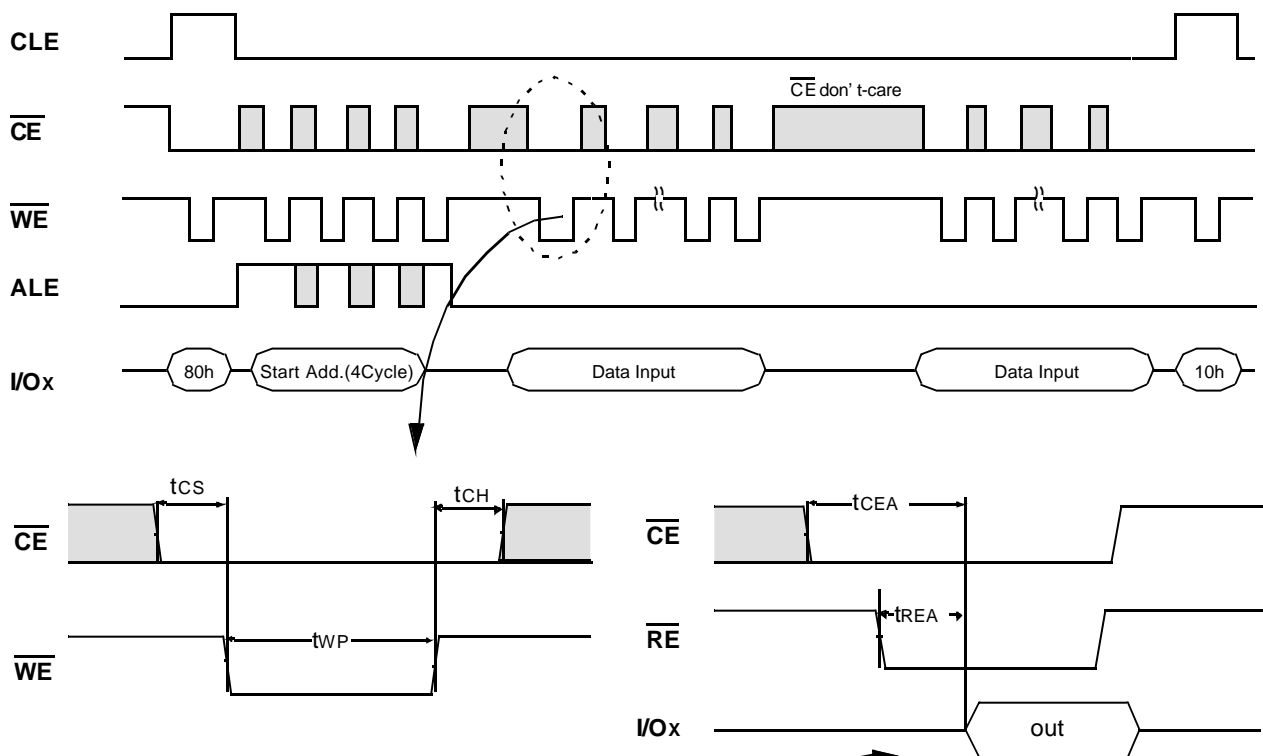 CLE
CE don' t-care
CE
WE
ALE
I/Ox
80h
Start Add.(4Cycle)
Data Input
Data Input
10h
tCS
tCH
CE
tWP
WE
tCEA
CE
tREA
RE
I/Ox
out